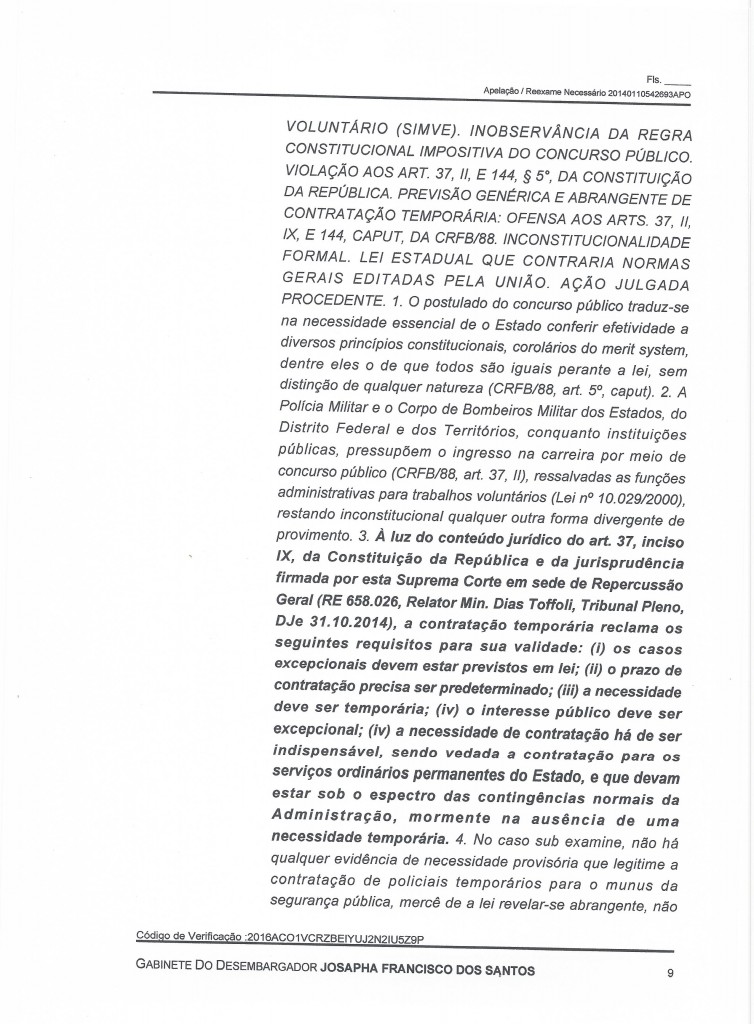 Fls. _____
Apelação / Reexame Necessário 20140110542693APO
VOLUNTÁRIO (SIMVE). INOBSERVÂNCIA DA REGRA
CONSTITUCIONAL IMPOSITIVA DO CONCURSO PÚBLICO.
VIOLAÇÃO AOS ART. 37, II, E 144, § 5º, DA CONSTITUIÇÃO
DA REPÚBLICA. PREVISÃO GENÉRICA E ABRANGENTE DE
CONTRATAÇÃO TEMPORÁRIA: OFENSA AOS ARTS. 37, II,
IX, E 144, CAPUT, DA CRFB/88. INCONSTITUCIONALIDADE
FORMAL. LEI ESTADUAL QUE CONTRARIA NORMAS
GERAIS EDITADAS PELA UNIÃO. AÇÃO JULGADA
PROCEDENTE. 1. O postulado do concurso público traduz-se
na necessidade essencial de o Estado conferir efetividade a
diversos princípios constitucionais, corolários do merit system,
dentre eles o de que todos são iguais perante a lei, sem
distinção de qualquer natureza (CRFB/88, art. 5º, caput). 2. A
Polícia Militar e o Corpo de Bombeiros Militar dos Estados, do
Distrito Federal e dos Territórios, conquanto instituições
públicas, pressupõem o ingresso na carreira por meio de
concurso público (CRFB/88, art. 37, II), ressalvadas as funções
administrativas para trabalhos voluntários (Lei nº 10.029/2000),
restando inconstitucional qualquer outra forma divergente de
provimento. 3. À luz do conteúdo jurídico do art. 37, inciso
IX, da Constituição da República e da jurisprudência
firmada por esta Suprema Corte em sede de Repercussão
Geral (RE 658.026, Relator Min. Dias Toffoli, Tribunal Pleno,
DJe 31.10.2014), a contratação temporária reclama os
seguintes requisitos para sua validade: (i) os casos
excepcionais devem estar previstos em lei; (ii) o prazo de
contratação precisa ser predeterminado; (iii) a necessidade
deve ser temporária; (iv) o interesse público deve ser
excepcional; (iv) a necessidade de contratação há de ser
indispensável, sendo vedada a contratação para os
serviços ordinários permanentes do Estado, e que devam
estar sob o espectro das contingências normais da
Administração, mormente na ausência de uma
necessidade temporária. 4. No caso sub examine, não há
qualquer evidência de necessidade provisória que legitime a
contratação de policiais temporários para o munus da
segurança pública, mercê de a lei revelar-se abrangente, não
Código de Verificação :2016ACO1VCRZBEIYUJ2N2IU5Z9P
GABINETE DO DESEMBARGADOR JOSAPHA FRANCISCO DOS SANTOS
9